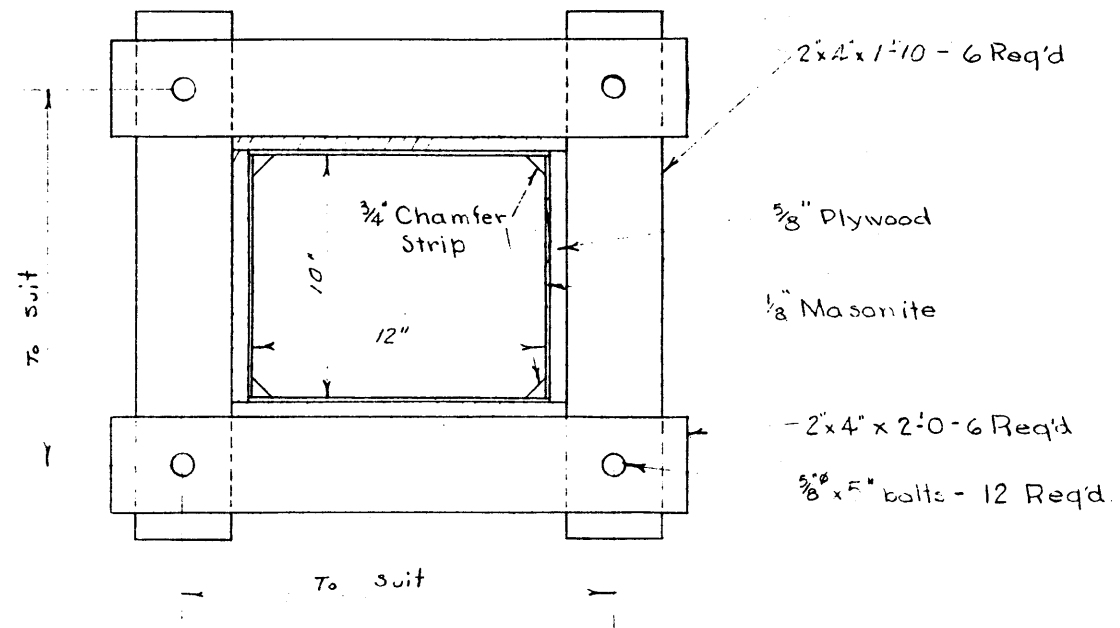 2"x4"x1'-10 - 6 Req'd
5/8" Plywood
3/4" Chamfer
Strip
10"
1/8" Masonite
12"
To suit
2"x4" x 2'-0 - 6 Req'd
5/8"ø x 5" bolts - 12 Req'd.
To suit